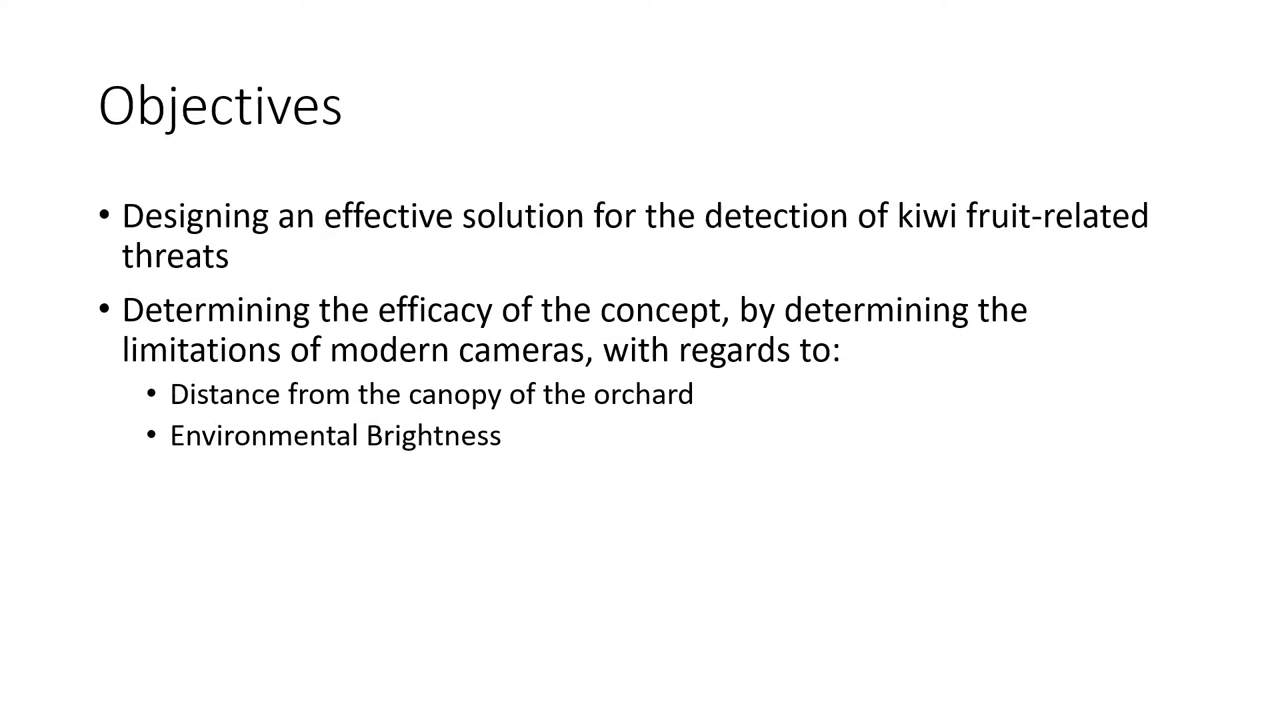 Objectives
• Designing an effective solution for the detection of kiwi fruit-related
threats
• Determining the efficacy of the concept, by determining the
limitations of modern cameras, with regards to:
• Distance from the canopy of the orchard
• Environmental Brightness